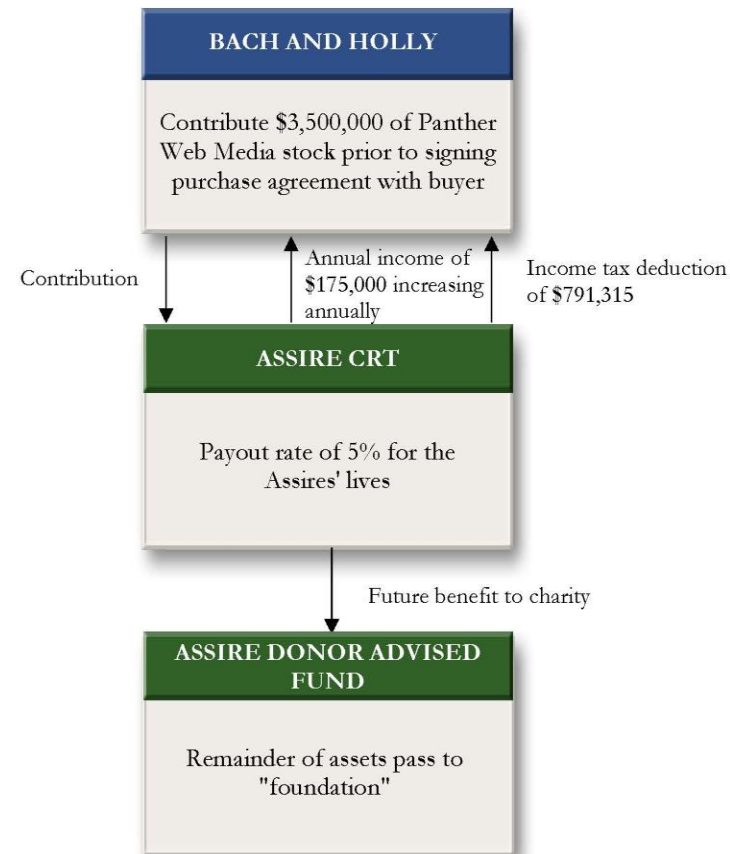 BACH AND HOLLY
Contribute $3,500,000 of Panther
Web Media stock prior to signing
purchase agreement with buyer
Contribution
Annual income of
$175,000 increasing
annually
Income tax deduction
of $791,315
ASSIRE CRT
Payout rate of 5% for the
Assires' lives
Future benefit to charity
ASSIRE DONOR ADVISED
FUND
Remainder of assets pass to
"foundation"